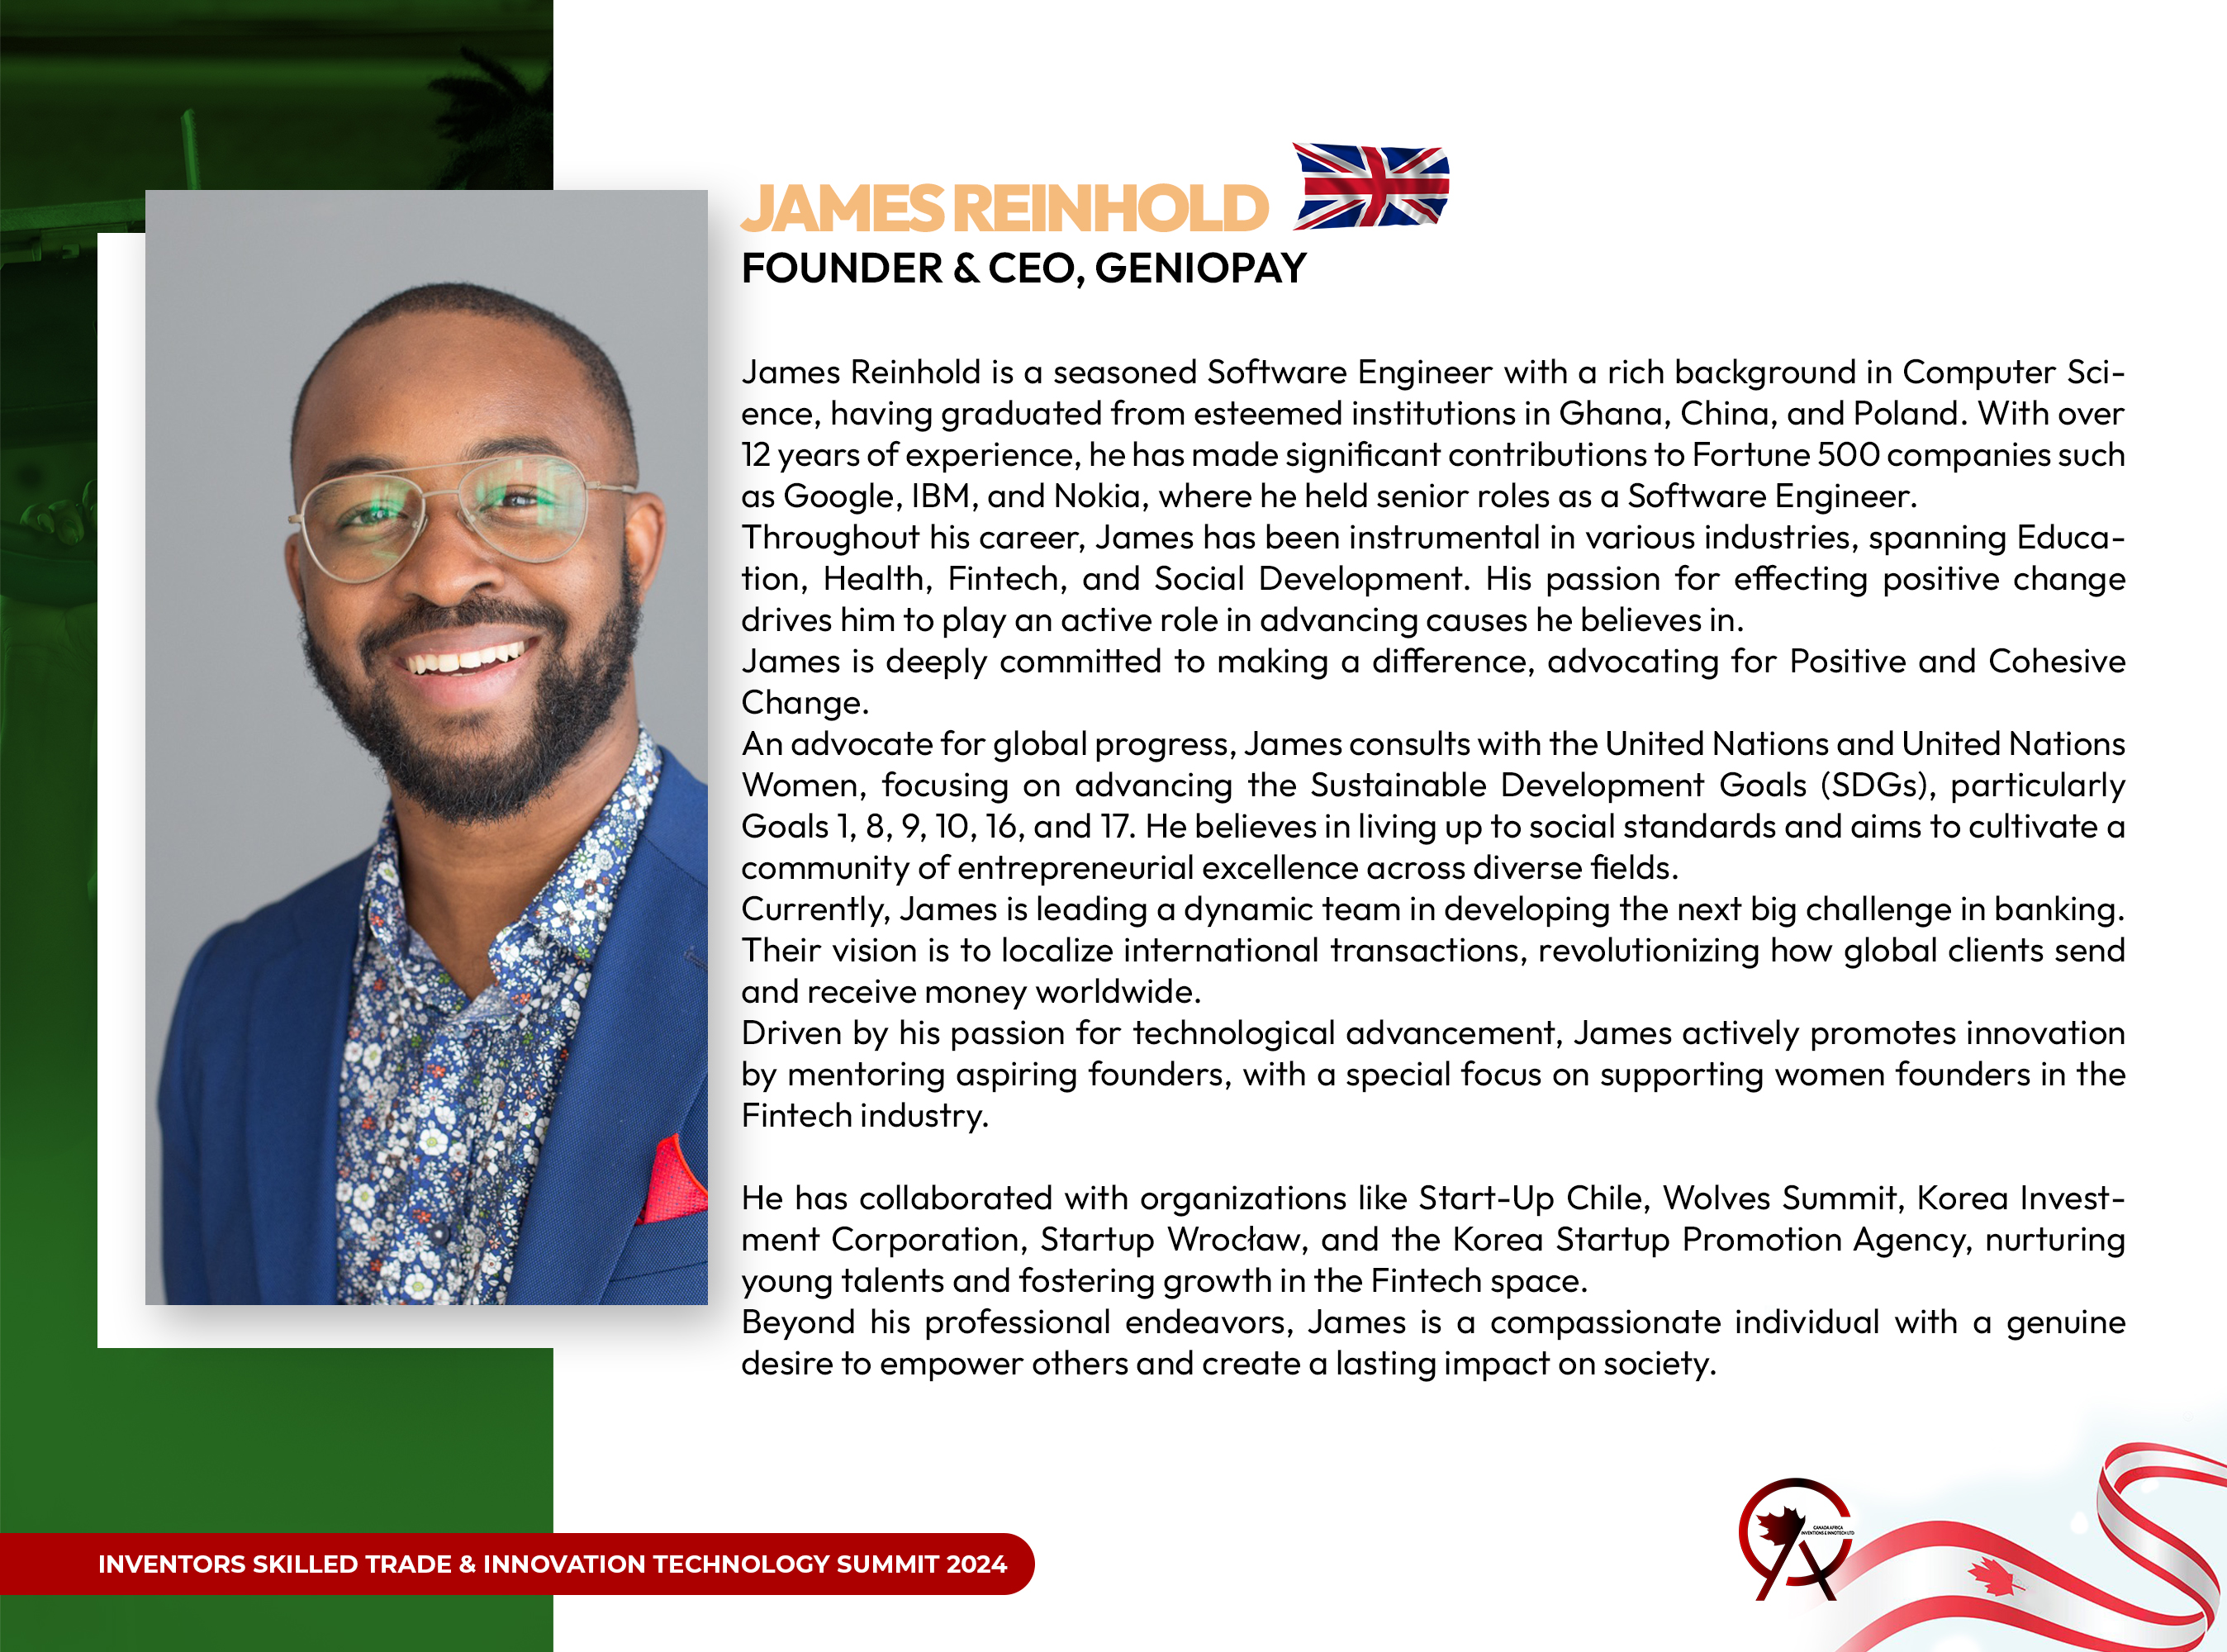 JAMES REINHOLD
FOUNDER & CEO, GENIOPAY
James Reinhold is a seasoned Software Engineer with a rich background in Computer Sci-
ence, having graduated from esteemed institutions in Ghana, China, and Poland. With over
12 years of experience, he has made significant contributions to Fortune 500 companies such
as Google, IBM, and Nokia, where he held senior roles as a Software Engineer.
Throughout his career, James has been instrumental in various industries, spanning Educa-
tion, Health, Fintech, and Social Development. His passion for effecting positive change
drives him to play an active role in advancing causes he believes in.
James is deeply committed to making a difference, advocating for Positive and Cohesive
Change.
An advocate for global progress, James consults with the United Nations and United Nations
Women, focusing on advancing the Sustainable Development Goals (SDGs), particularly
Goals 1, 8, 9, 10, 16, and 17. He believes in living up to social standards and aims to cultivate a
community of entrepreneurial excellence across diverse fields.
Currently, James is leading a dynamic team in developing the next big challenge in banking.
Their vision is to localize international transactions, revolutionizing how global clients send
and receive money worldwide.
Driven by his passion for technological advancement, James actively promotes innovation
by mentoring aspiring founders, with a special focus on supporting women founders in the
Fintech industry.
He has collaborated with organizations like Start-Up Chile, Wolves Summit, Korea Invest-
ment Corporation, Startup Wrocław, and the Korea Startup Promotion Agency, nurturing
young talents and fostering growth in the Fintech space.
Beyond his professional endeavors, James is a compassionate individual with a genuine
desire to empower others and create a lasting impact on society.
CANADA AFRICA
INVENTIONS & INNOTECH LTD
INVENTORS SKILLED TRADE & INNOVATION TECHNOLOGY SUMMIT 2024